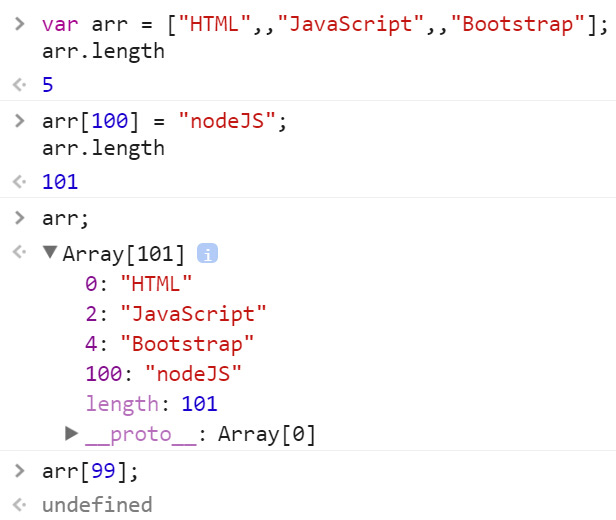 > var arr = ["HTML",,"JavaScript",,"Bootstrap"];
arr.length
<· 5
> arr[100] = "nodeJS";
arr.length
<· 101
> arr;
<· ▼Array[101] i
0: "HTML"
2: "JavaScript"
4: "Bootstrap"
100: "nodeJS"
length: 101
▶__proto__: Array[0]
> arr[99];
<· undefined